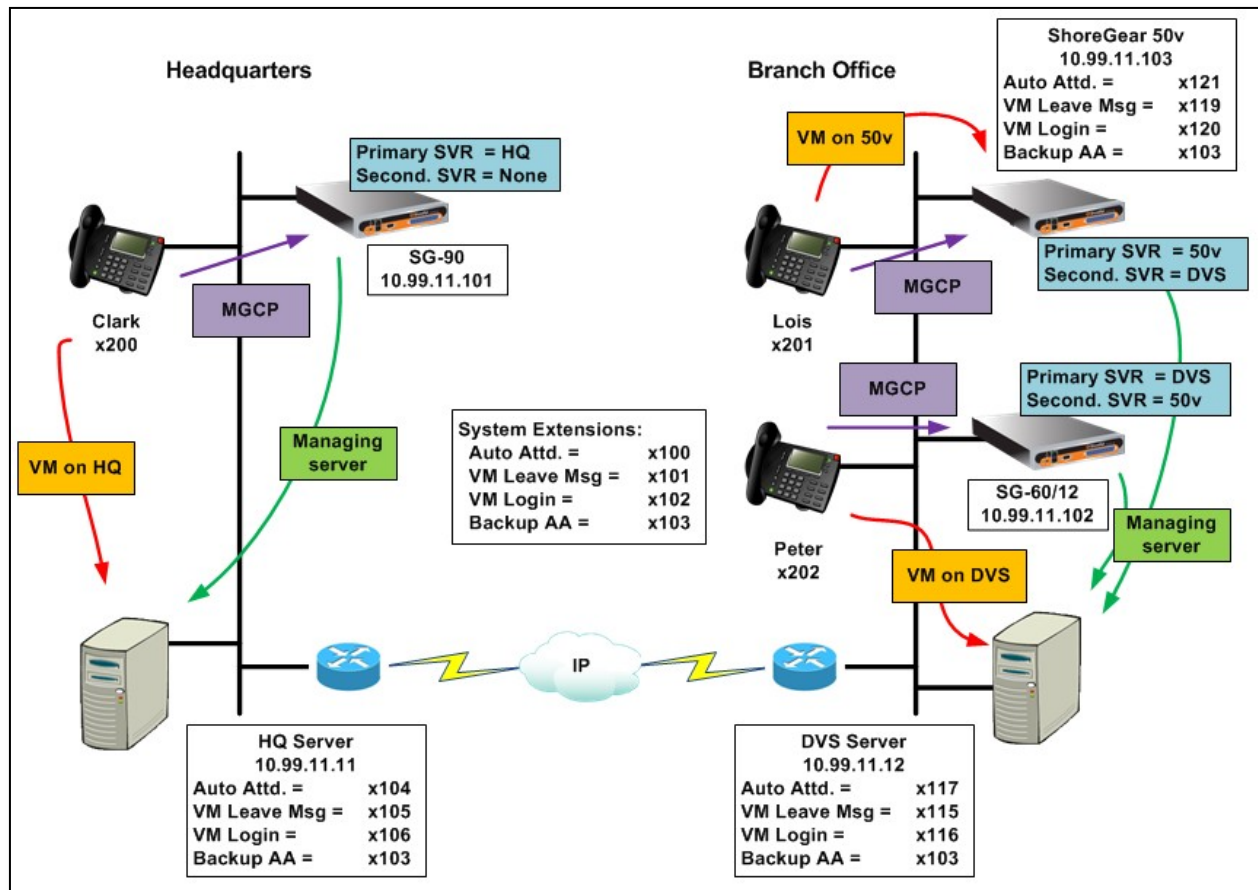 Headquarters
Branch Office
ShoreGear 50v
10.99.11.103
Auto Attd. = x121
VM Leave Msg = x119
VM Login = x120
Backup AA = x103
VM on 50v
Primary SVR = HQ
Second. SVR = None
SG-90
10.99.11.101
MGCP
Clark
x200
VM on HQ
Managing
server
Primary SVR = 50v
Second. SVR = DVS
MGCP
Lois
x201
MGCP
Primary SVR = DVS
Second. SVR = 50v
System Extensions:
Auto Attd. = x100
VM Leave Msg = x101
VM Login = x102
Backup AA = x103
SG-60/12
10.99.11.102
Managing
server
Peter
x202
VM on DVS
IP
HQ Server
10.99.11.11
Auto Attd. = x104
VM Leave Msg = x105
VM Login = x106
Backup AA = x103
DVS Server
10.99.11.12
Auto Attd. = x117
VM Leave Msg = x115
VM Login = x116
Backup AA = x103